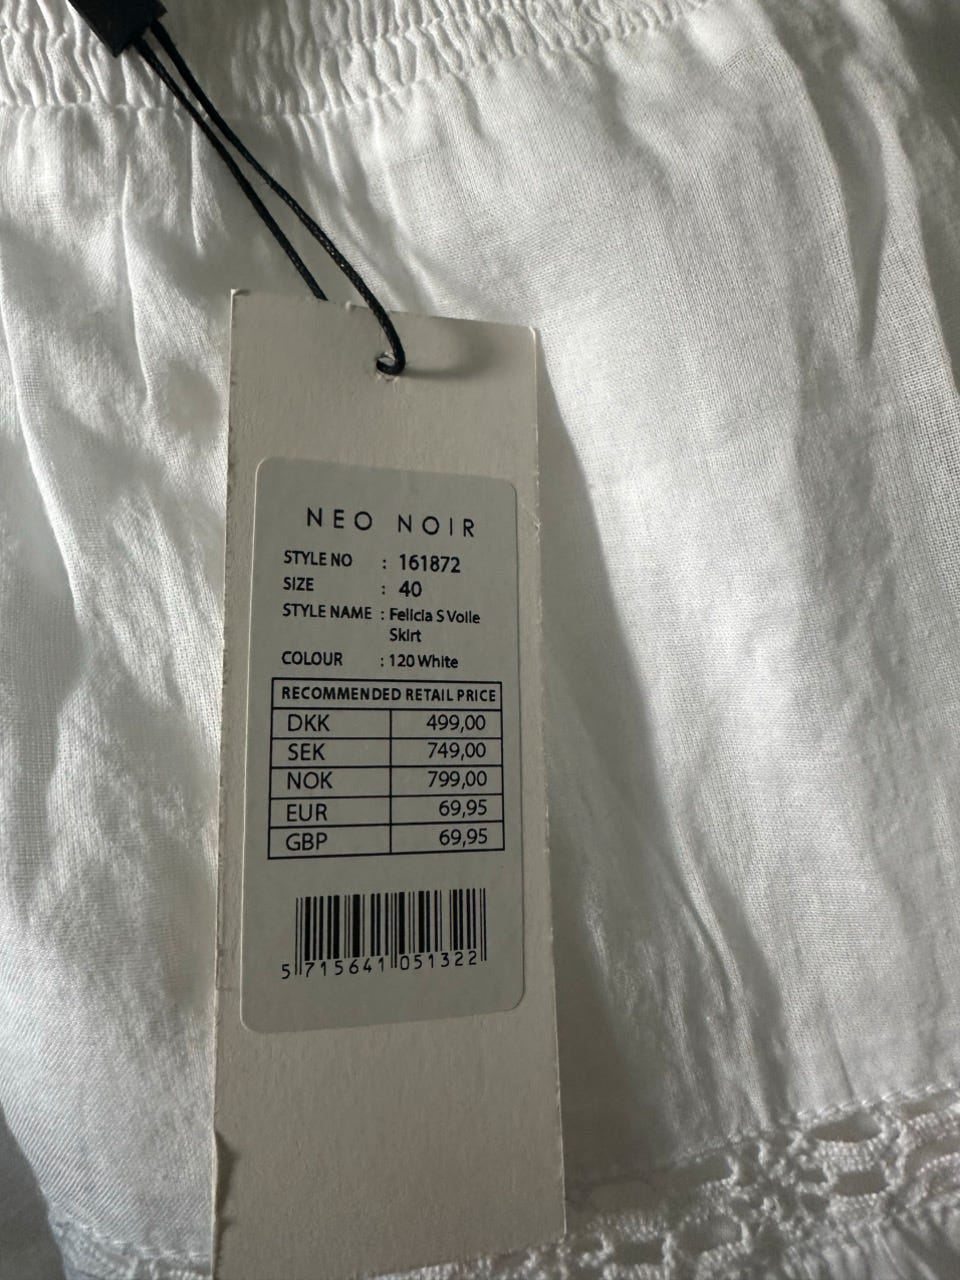 NEO NOIR
STYLE NO : 161872
SIZE : 40
STYLE NAME : Felicia S Voile
Skirt
COLOUR : 120 White
RECOMMENDED RETAIL PRICE
DKK 499,00
SEK 749,00
NOK 799,00
EUR 69,95
GBP 69,95
5 715641 051322